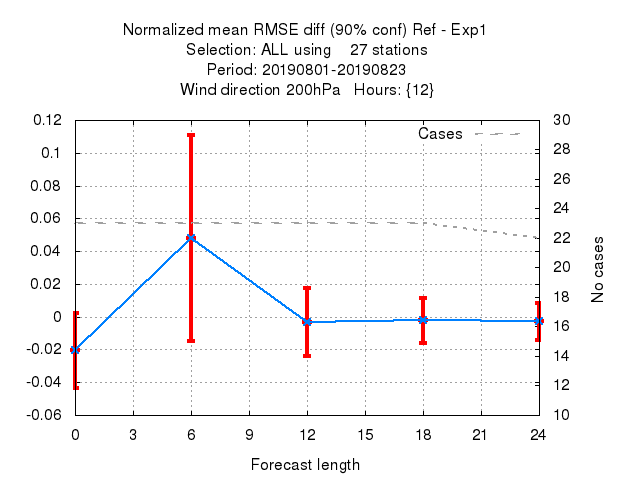 Normalized mean RMSE diff (90% conf) Ref - Exp1
Selection: ALL using 27 stations
Period: 20190801-20190823
Wind direction 200hPa Hours: {12}
Cases
0.12
0.1
0.08
0.06
0.04
0.02
0
-0.02
-0.04
-0.06
30
28
26
24
22
20
18
16
14
12
10
No cases
0 3 6 9 12 15 18 21 24
Forecast length